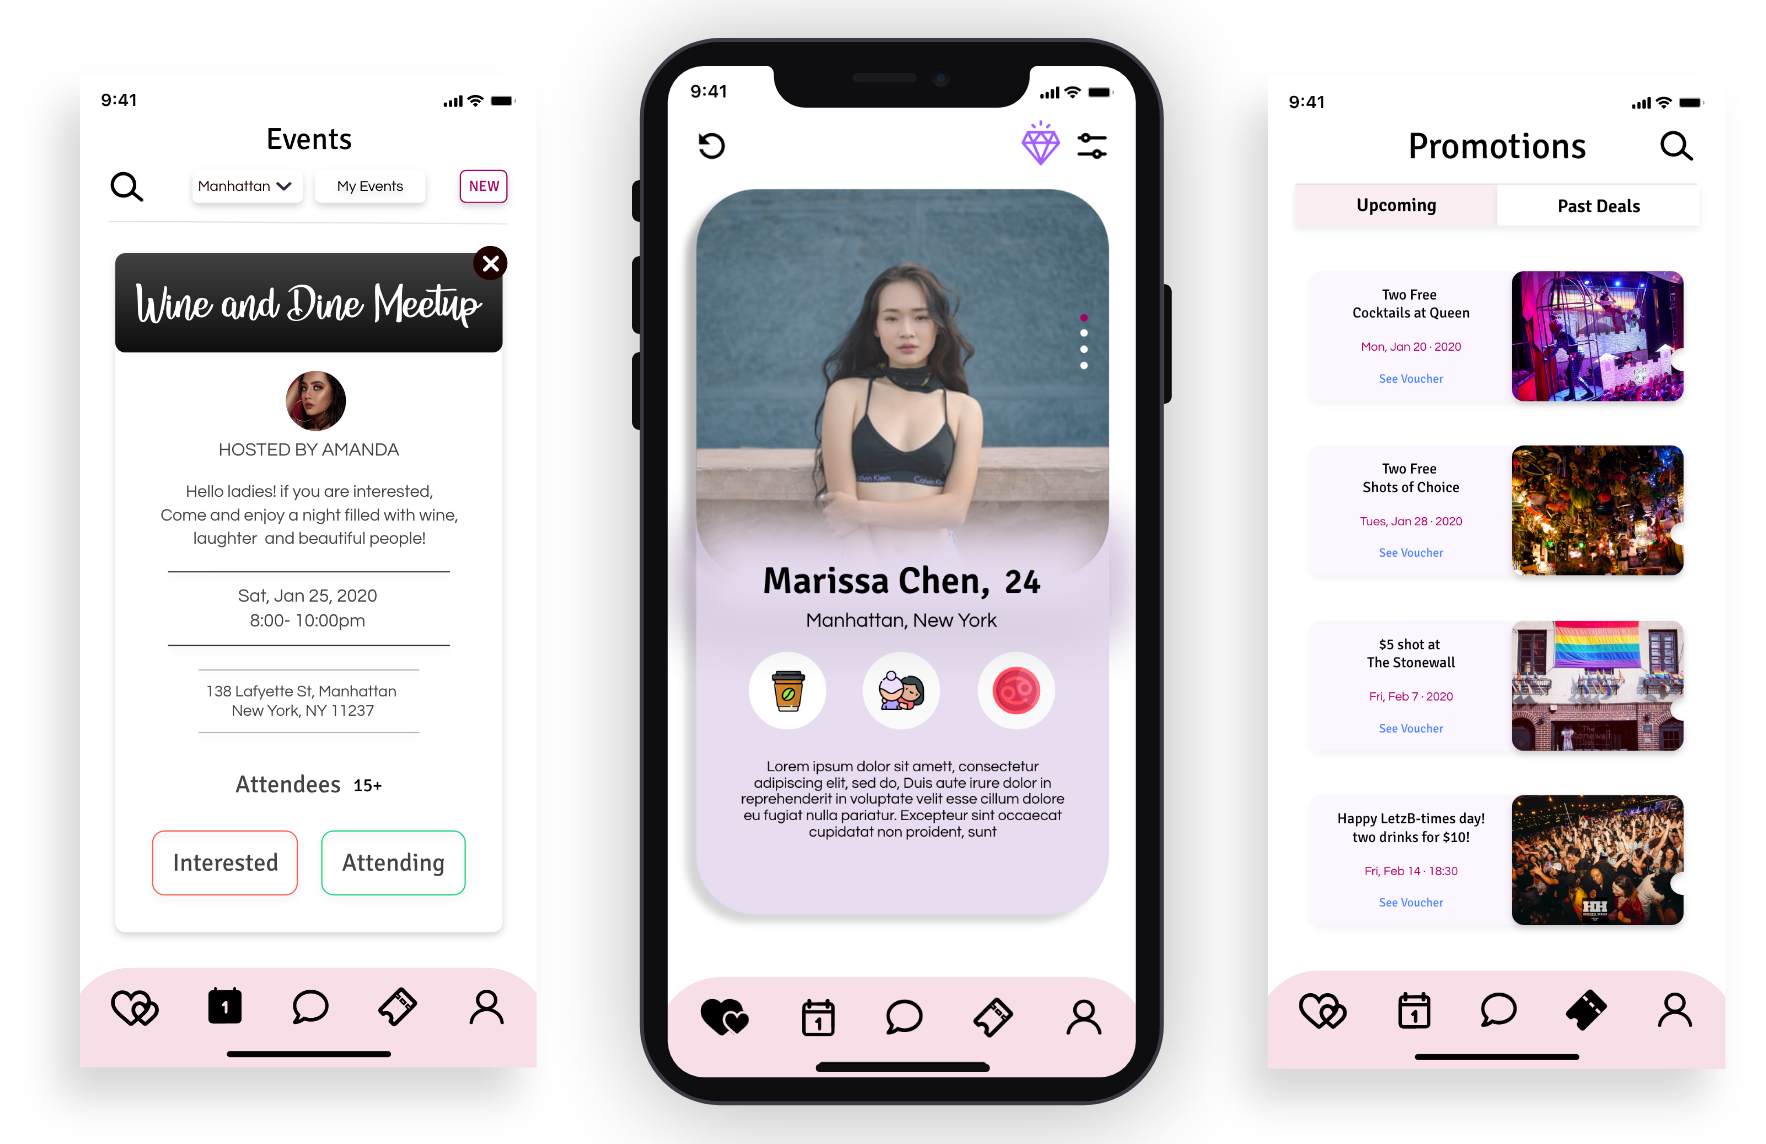 9:41
Events
Manhattan
My Events
NEW
Wine and Dine Meetup
HOSTED BY AMANDA
Hello ladies! if you are interested,
Come and enjoy a night filled with wine,
laughter and beautiful people!
Sat, Jan 25, 2020
8:00- 10:00pm
138 Lafyette St, Manhattan
New York, NY 11237
Attendees 15+
Interested
Attending
1
9:41
Calvin Klein
Marissa Chen, 24
Manhattan, New York
Lorem ipsum dolor sit amett, consectetur
adipiscing elit, sed do, Duis aute irure dolor in
reprehenderit in voluptate velit esse cillum dolore
eu fugiat nulla pariatur. Excepteur sint occaecat
cupidatat non proident, sunt
1
9:41
Promotions
Upcoming
Past Deals
Two Free
Cocktails at Queen
Mon, Jan 20 · 2020
See Voucher
Two Free
Shots of Choice
Tues, Jan 28 · 2020
See Voucher
$5 shot at
The Stonewall
Fri, Feb 7 · 2020
See Voucher
Happy LetzB-times day!
two drinks for $10!
Fri, Feb 14 · 18:30
See Voucher
HH
1